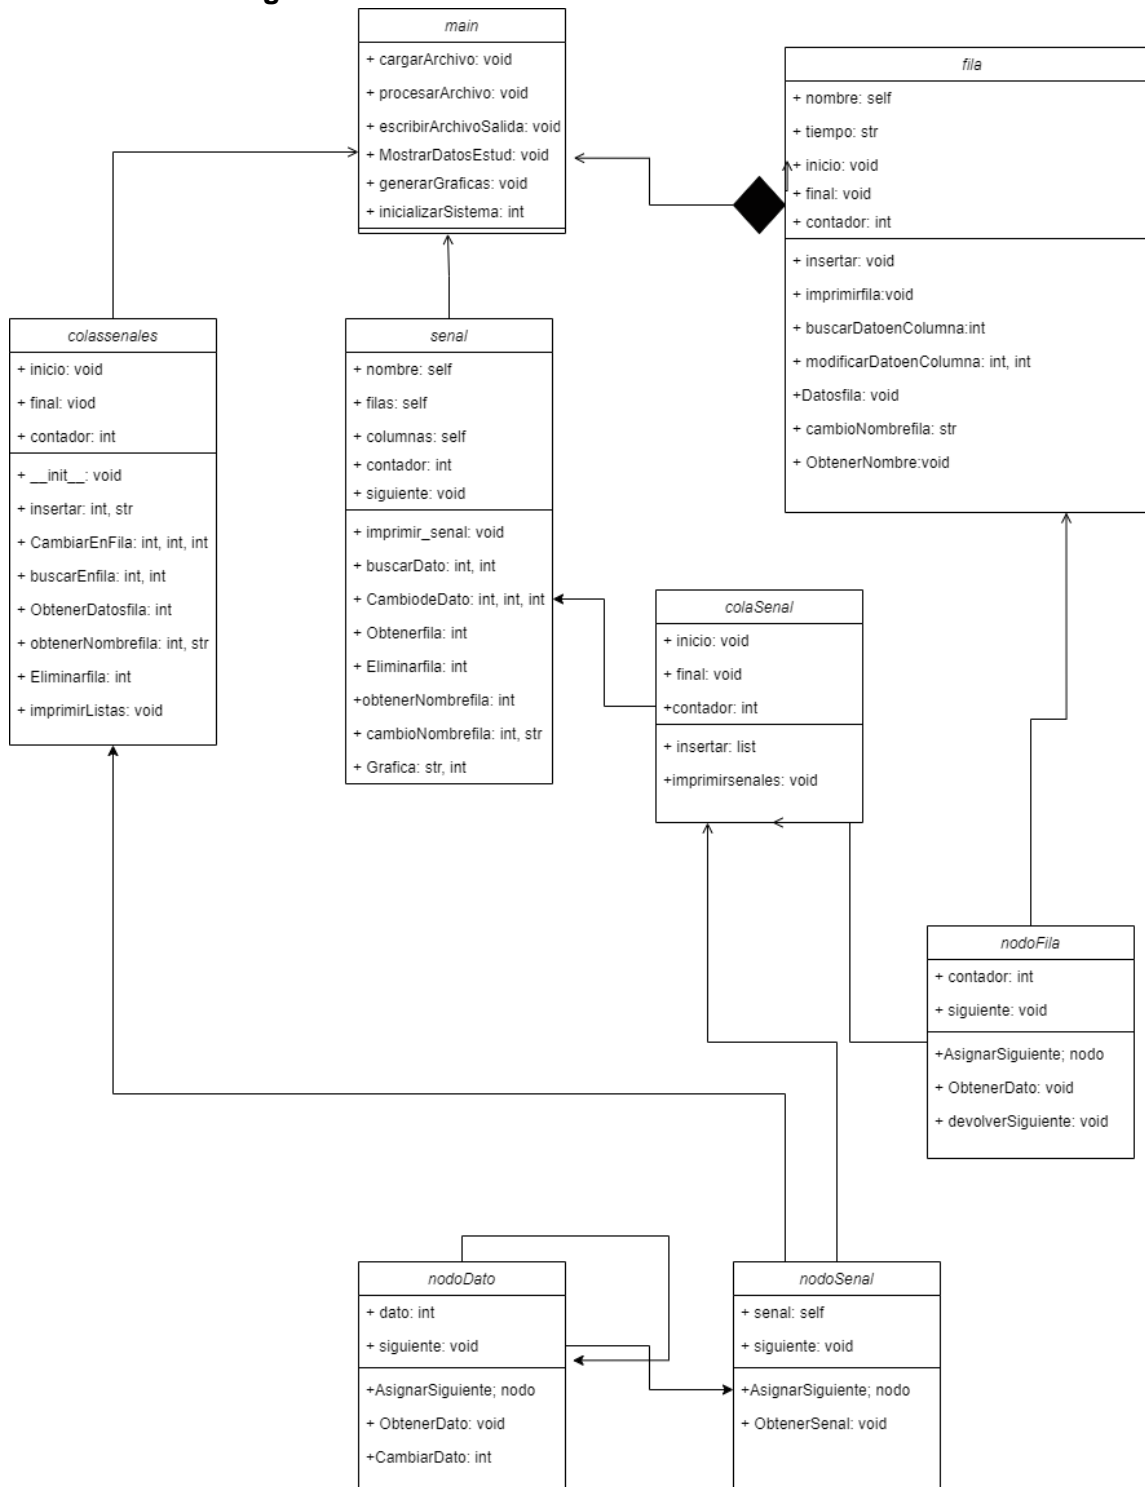 g
main
+ cargarArchivo: void
+ procesarArchivo: void
+ escribirArchivoSalida: void
+ MostrarDatosEstud: void
+ generarGraficas: void
+ inicializarSistema: int
fila
+ nombre: self
+ tiempo: str
+ inicio: void
+ final: void
+ contador: int
+ insertar: void
+ imprimirfila:void
+ buscarDatoenColumna:int
+ modificarDatoenColumna: int, int
+Datosfila: void
+ cambioNombrefila: str
+ ObtenerNombre:void
colassenales
+ inicio: void
+ final: viod
+ contador: int
+ __init__: void
+ insertar: int, str
+ CambiarEnFila: int, int, int
+ buscarEnfila: int, int
+ ObtenerDatosfila: int
+ obtenerNombrefila: int, str
+ Eliminarfila: int
+ imprimirListas: void
senal
+ nombre: self
+ filas: self
+ columnas: self
+ contador: int
+ siguiente: void
+ imprimir_senal: void
+ buscarDato: int, int
+ CambiodeDato: int, int, int
+ Obtenerfila: int
+ Eliminarfila: int
+obtenerNombrefila: int
+ cambioNombrefila: int, str
+ Grafica: str, int
colaSenal
+ inicio: void
+ final: void
+contador: int
+ insertar: list
+imprimirsenales: void
nodoFila
+ contador: int
+ siguiente: void
+AsignarSiguiente; nodo
+ ObtenerDato: void
+ devolverSiguiente: void
nodoDato
+ dato: int
+ siguiente: void
+AsignarSiguiente; nodo
+ ObtenerDato: void
+CambiarDato: int
nodoSenal
+ senal: self
+ siguiente: void
+AsignarSiguiente; nodo
+ ObtenerSenal: void